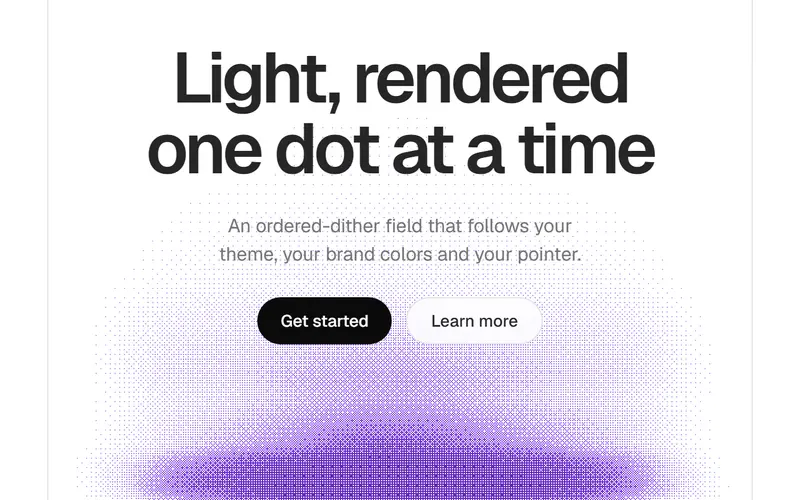 Light, rendered
one dot at a time
An ordered-dither field that follows your
theme, your brand colors and your pointer.
Get started
Learn more